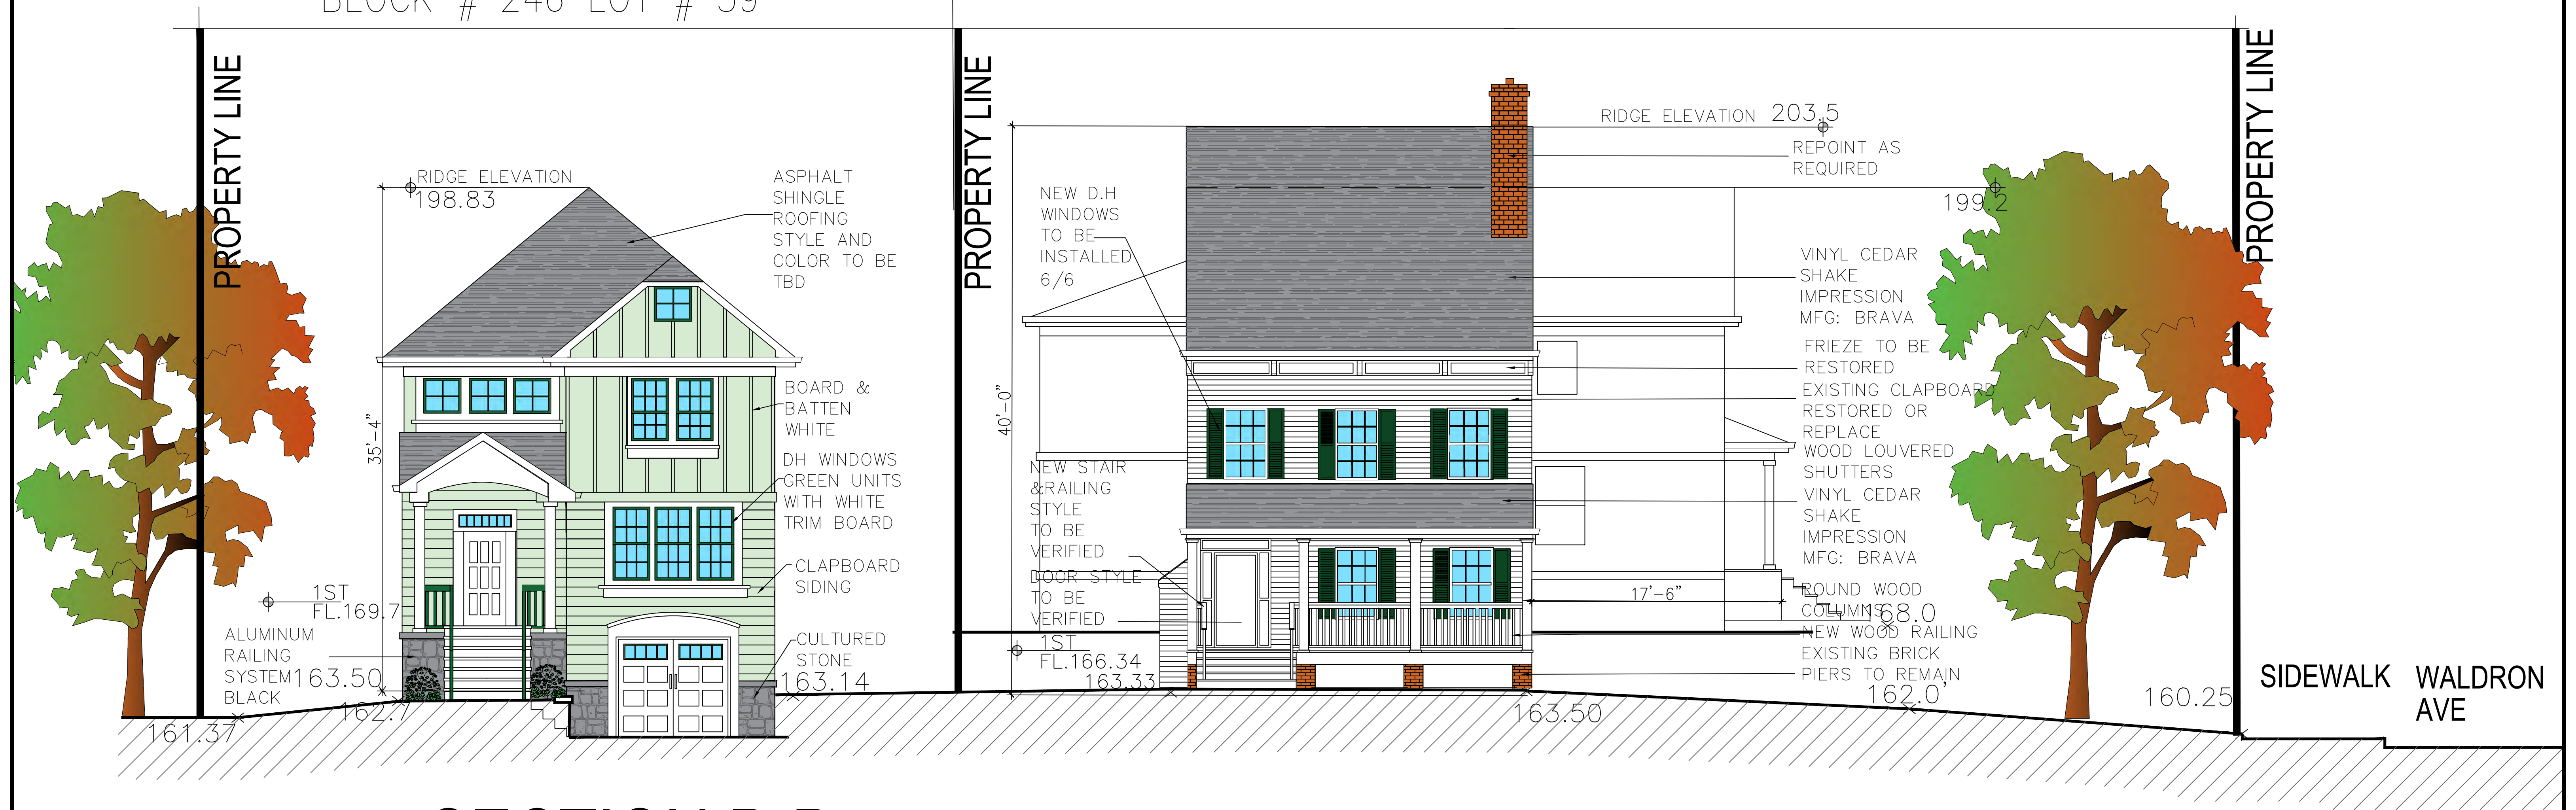 BLOCK # 246 LOT # 59
PROPERTY LINE
RIDGE ELEVATION
198.83
35'-4"
ASPHALT
SHINGLE
ROOFING
STYLE AND
COLOR TO BE
TBD
BOARD &
BATTEN
WHITE
DH WINDOWS
GREEN UNITS
WITH WHITE
TRIM BOARD
CLAPBOARD
SIDING
CULTURED
STONE
163.14
1ST
FL.169.7
ALUMINUM
RAILING
SYSTEM
BLACK
163.50
162.7
161.37
PROPERTY LINE
40'-0"
NEW D.H
WINDOWS
TO BE
INSTALLED
6/6
NEW STAIR
&RAILING
STYLE
TO BE
VERIFIED
DOOR STYLE
TO BE
VERIFIED
1ST
FL.166.34
163.33
RIDGE ELEVATION 203.5
REPOINT AS
REQUIRED
199.2
VINYL CEDAR
SHAKE
IMPRESSION
MFG: BRAVA
FRIEZE TO BE
RESTORED
EXISTING CLAPBOARD
RESTORED OR
REPLACE
WOOD LOUVERED
SHUTTERS
VINYL CEDAR
SHAKE
IMPRESSION
MFG: BRAVA
17'-6"
ROUND WOOD
COLUMNS
168.0
NEW WOOD RAILING
EXISTING BRICK
PIERS TO REMAIN
162.0'
163.50
160.25
PROPERTY LINE
SIDEWALK
WALDRON
AVE